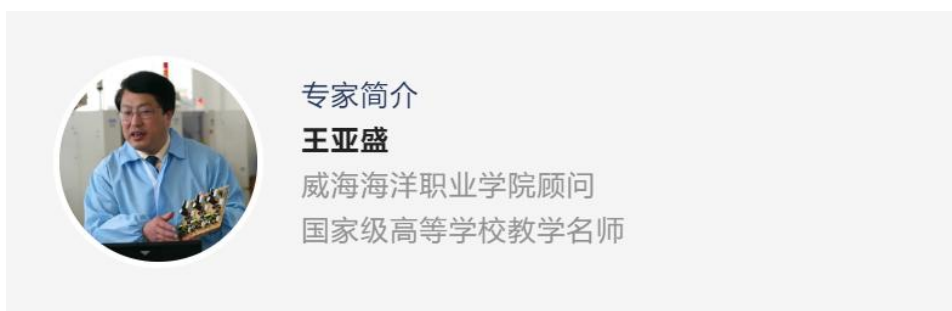 专家简介
王亚盛
威海海洋职业学院顾问
国家级高等学校教学名师